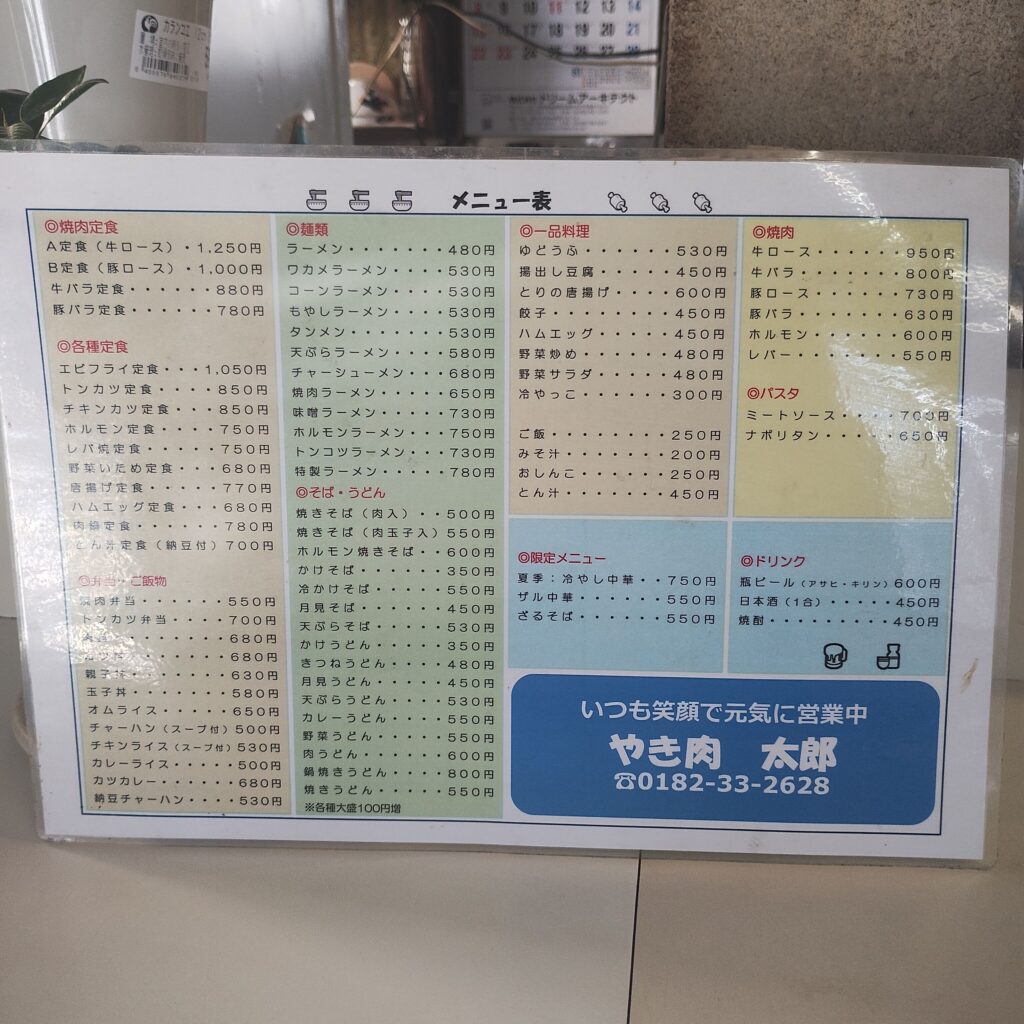 カランコエ
メニュー表
◎焼肉定食
A定食（牛ロース）・1,250円
B定食（豚ロース）・1,000円
牛バラ定食・・・・880円
豚バラ定食・・・・780円
◎各種定食
エビフライ定食・・・1,050円
トンカツ定食・・・・850円
チキンカツ定食・・・850円
ホルモン定食・・・・750円
レバ焼定食・・・・・750円
野菜いため定食・・・680円
唐揚げ定食・・・・・770円
ハムエッグ定食・・・680円
定食・・・・・780円
とん汁定食（納豆付）700円
◎弁当・ご飯物
焼肉弁当・・・・・・550円
トンカツ弁当・・・・700円
680円
680円
親子丼・・・・・・・630円
玉子丼・・・・・・・580円
オムライス・・・・・650円
チャーハン（スープ付）500円
チキンライス（スープ付）530円
カレーライス・・・・500円
カツカレー・・・・・680円
納豆チャーハン・・・・530円
◎麺類
ラーメン・・・・・・・480円
ワカメラーメン・・・・530円
コーンラーメン・・・・530円
もやしラーメン・・・・530円
タンメン・・・・・・・530円
天ぷらラーメン・・・・580円
チャーシューメン・・・680円
焼肉ラーメン・・・・・650円
味噌ラーメン・・・・・730円
ホルモンラーメン・・・750円
トンコツラーメン・・・730円
特製ラーメン・・・・・780円
◎そば・うどん
焼きそば（肉入）・・500円
焼きそば（肉玉子入）550円
ホルモン焼きそば・・600円
かけそば・・・・・・350円
冷かけそば・・・・・550円
月見そば・・・・・・450円
天ぷらそば・・・・・530円
かけうどん・・・・・350円
きつねうどん・・・・480円
月見うどん・・・・・450円
天ぷらうどん・・・・530円
カレーうどん・・・・550円
野菜うどん・・・・・550円
肉うどん・・・・・・600円
鍋焼きうどん・・・・800円
焼きうどん・・・・・550円
※各種大盛100円増
◎一品料理
ゆどうふ・・・・・・530円
揚出し豆腐・・・・・450円
とりの唐揚げ・・・・600円
餃子・・・・・・・・450円
ハムエッグ・・・・・450円
野菜炒め・・・・・・480円
野菜サラダ・・・・・480円
冷やっこ・・・・・・300円
ご飯・・・・・・・・250円
みそ汁・・・・・・・200円
おしんこ・・・・・・250円
とん汁・・・・・・・450円
◎限定メニュー
夏季：冷やし中華・・750円
ザル中華・・・・・・550円
ざるそば・・・・・・550円
◎焼肉
牛ロース・・・・・・950円
牛バラ・・・・・・・800円
豚ロース・・・・・・730円
豚バラ・・・・・・・630円
ホルモン・・・・・・600円
レバー・・・・・・・550円
◎パスタ
ミートソース・・・・700円
ナポリタン・・・・・650円
◎ドリンク
瓶ビール（アサヒ・キリン）600円
日本酒（1合）・・・・・450円
焼酎・・・・・・・・・450円
いつも笑顔で元気に営業中
やき肉 太郎
☎0182-33-2628